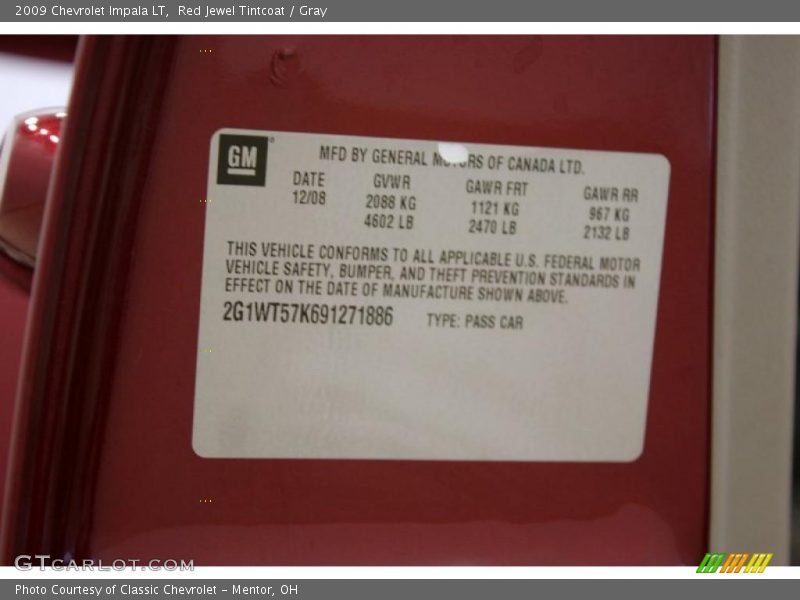 2009 Chevrolet Impala LT,  Red Jewel Tintcoat / Gray
GM
MFD BY GENERAL MOTORS OF CANADA LTD.
DATE GVWR GAWR FRT GAWR RR
12/08 2088 KG 1121 KG 967 KG
4602 LB 2470 LB 2132 LB
THIS VEHICLE CONFORMS TO ALL APPLICABLE U.S. FEDERAL MOTOR
VEHICLE SAFETY, BUMPER, AND THEFT PREVENTION STANDARDS IN
EFFECT ON THE DATE OF MANUFACTURE SHOWN ABOVE.
2G1WT57K691271886 TYPE: PASS CAR
GTCARLOT.COM
Photo Courtesy of Classic Chevrolet - Mentor, OH